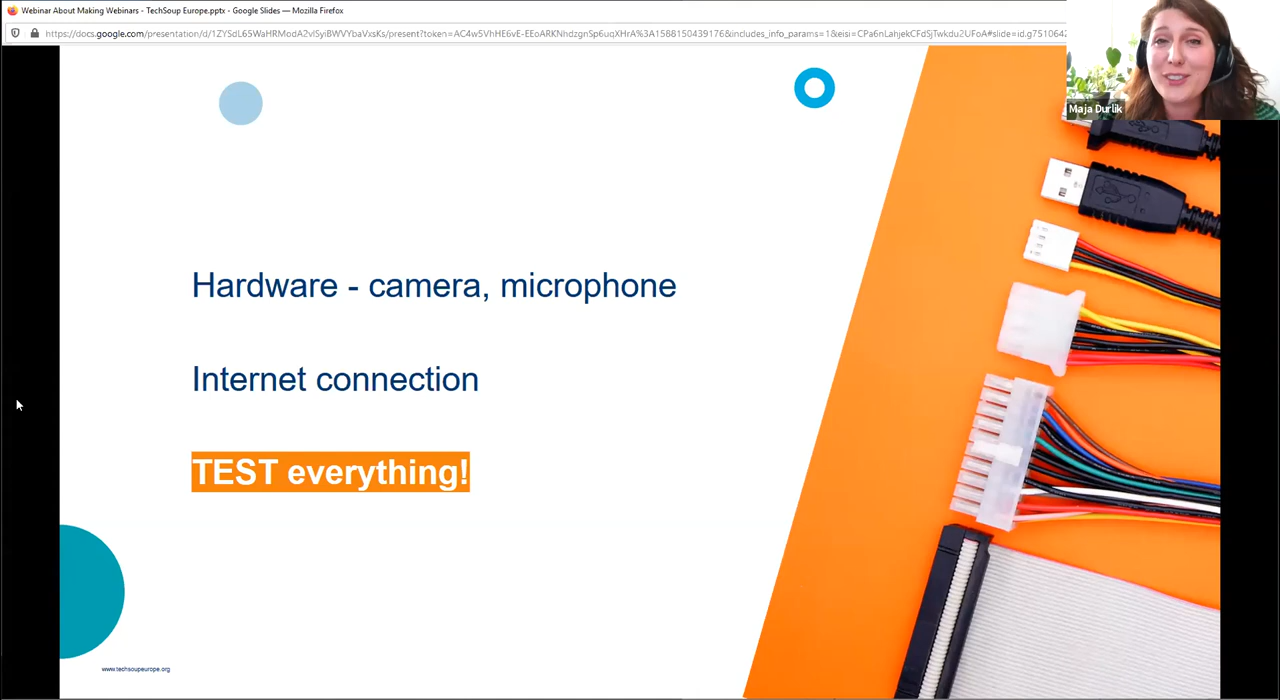 Webinar About Making Webinars - TechSoup Europe.pptx - Google Slides — Mozilla Firefox
Maja Durlik
Hardware - camera, microphone
Internet connection
TEST everything!
www.techsoupeurope.org